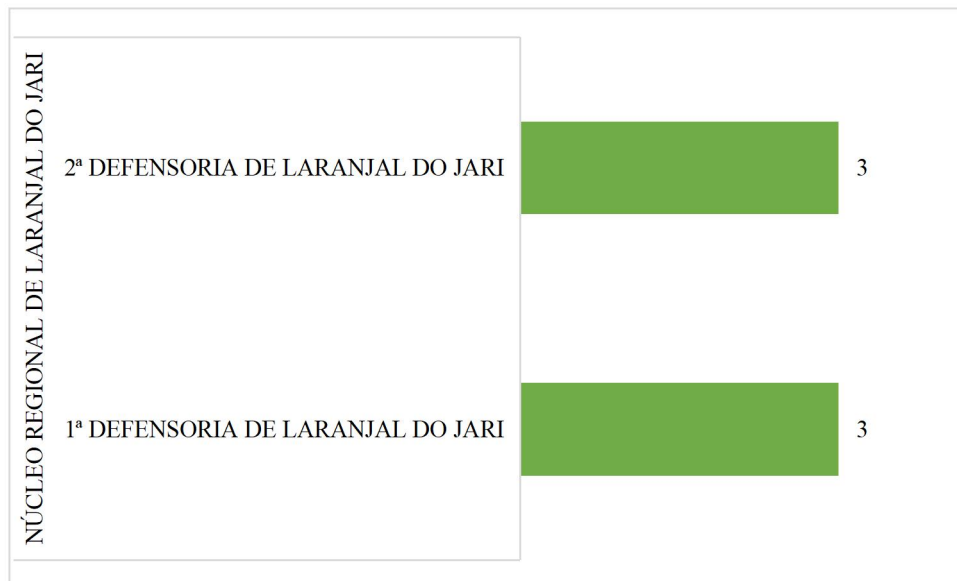 NÚCLEO REGIONAL DE LARANJAL DO JARI
2ª DEFENSORIA DE LARANJAL DO JARI 3
1ª DEFENSORIA DE LARANJAL DO JARI 3